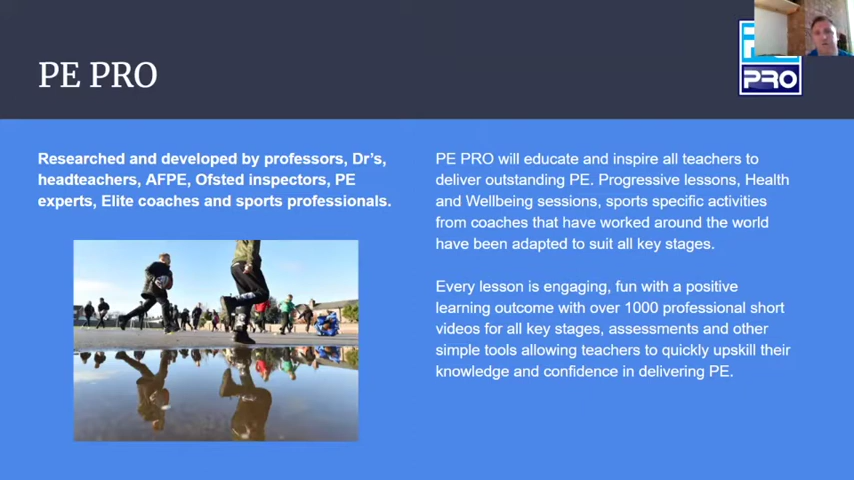 PE PRO
PRO
Researched and developed by professors, Dr's,
headteachers, AFPE, Ofsted inspectors, PE
experts, Elite coaches and sports professionals.
PE PRO will educate and inspire all teachers to
deliver outstanding PE. Progressive lessons, Health
and Wellbeing sessions, sports specific activities
from coaches that have worked around the world
have been adapted to suit all key stages.
Every lesson is engaging, fun with a positive
learning outcome with over 1000 professional short
videos for all key stages, assessments and other
simple tools allowing teachers to quickly upskill their
knowledge and confidence in delivering PE.